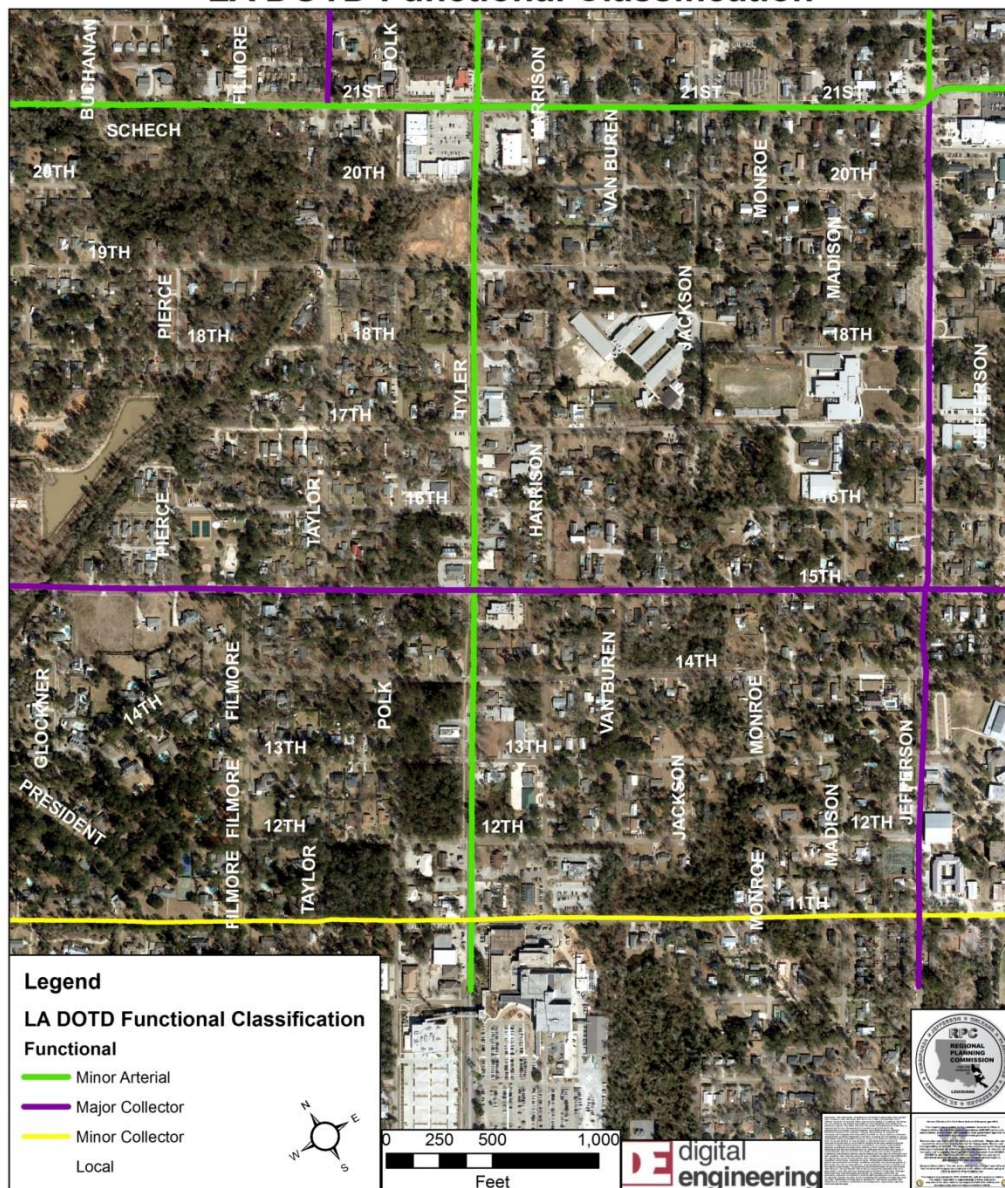 LA DOTD Functional Classification
BUCHANAN
FILMORE
POLK
HARRISON
21ST
21ST
21ST
SCHECH
20TH
20TH
VAN BUREN
MONROE
20TH
19TH
MADISON
PIERCE
18TH
18TH
JACKSON
18TH
TYLER
17TH
JEFFERSON
PIERCE
TAYLOR
16TH
HARRISON
16TH
15TH
GLOCKNER
14TH
FILMORE
POLK
VAN BUREN
14TH
MONROE
13TH
13TH
JEFFERSON
PRESIDENT
FILMORE
12TH
12TH
JACKSON
MADISON
12TH
FILMORE
TAYLOR
MONROE
11TH
Legend
LA DOTD Functional Classification
Functional
Minor Arterial
Major Collector
Minor Collector
Local
N
E
W
S
0 250 500 1,000
Feet
DE digital
engineering
RPC
REGIONAL
PLANNING
COMMISSION
LOUISIANA